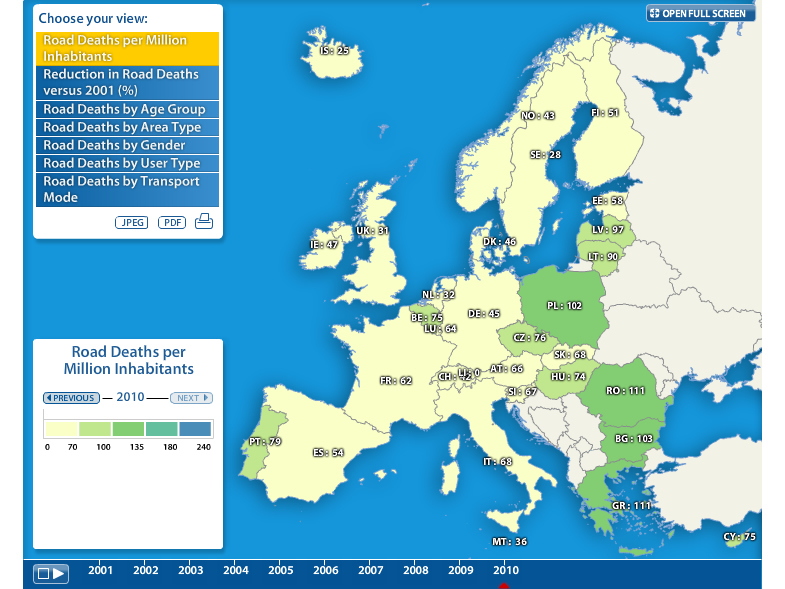 Choose your view:
Road Deaths per Million
Inhabitants
Reduction in Road Deaths
versus 2001 (%)
Road Deaths by Age Group
Road Deaths by Area Type
Road Deaths by Gender
Road Deaths by User Type
Road Deaths by Transport
Mode
JPEG PDF
OPEN FULL SCREEN
IS: 25
NO: 43
FI: 51
SE: 28
EE: 58
LV: 97
UK: 31
IE: 47
DK: 46
LT: 90
NL: 32
PL: 102
BE: 75
DE: 45
LU: 64
CZ: 76
SK: 68
AT: 66
LI: 0
CH: 42
FR: 62
HU: 74
SI: 67
RO: 111
PT: 79
BG: 103
ES: 54
IT: 68
GR: 111
CY: 75
MT: 36
Road Deaths per
Million Inhabitants
PREVIOUS 2010 NEXT
0 70 100 135 180 240
2001 2002 2003 2004 2005 2006 2007 2008 2009 2010